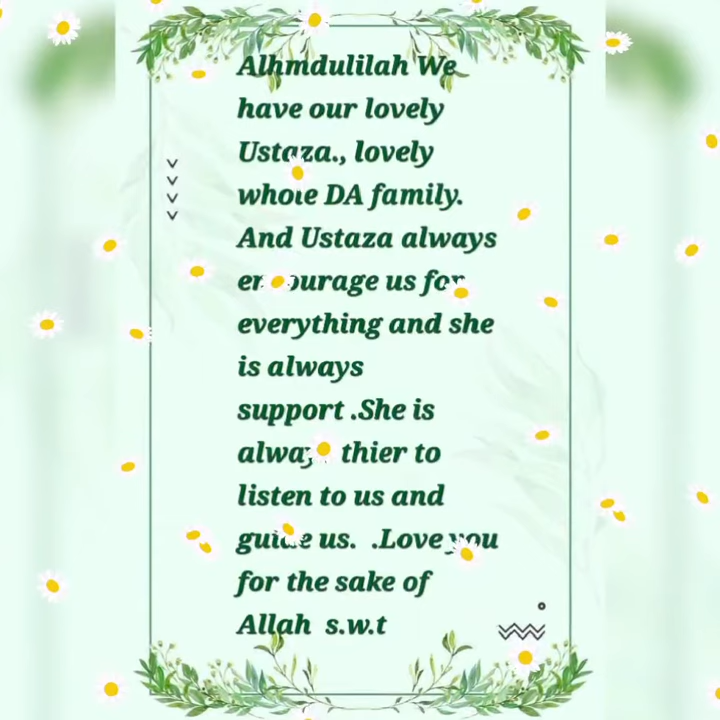 Alhmdulilah We
have our lovely
Ustaza., lovely
whole DA family.
And Ustaza always
encourage us for
everything and she
is always
support .She is
always thier to
listen to us and
guide us.  .Love you
for the sake of
Allah  s.w.t